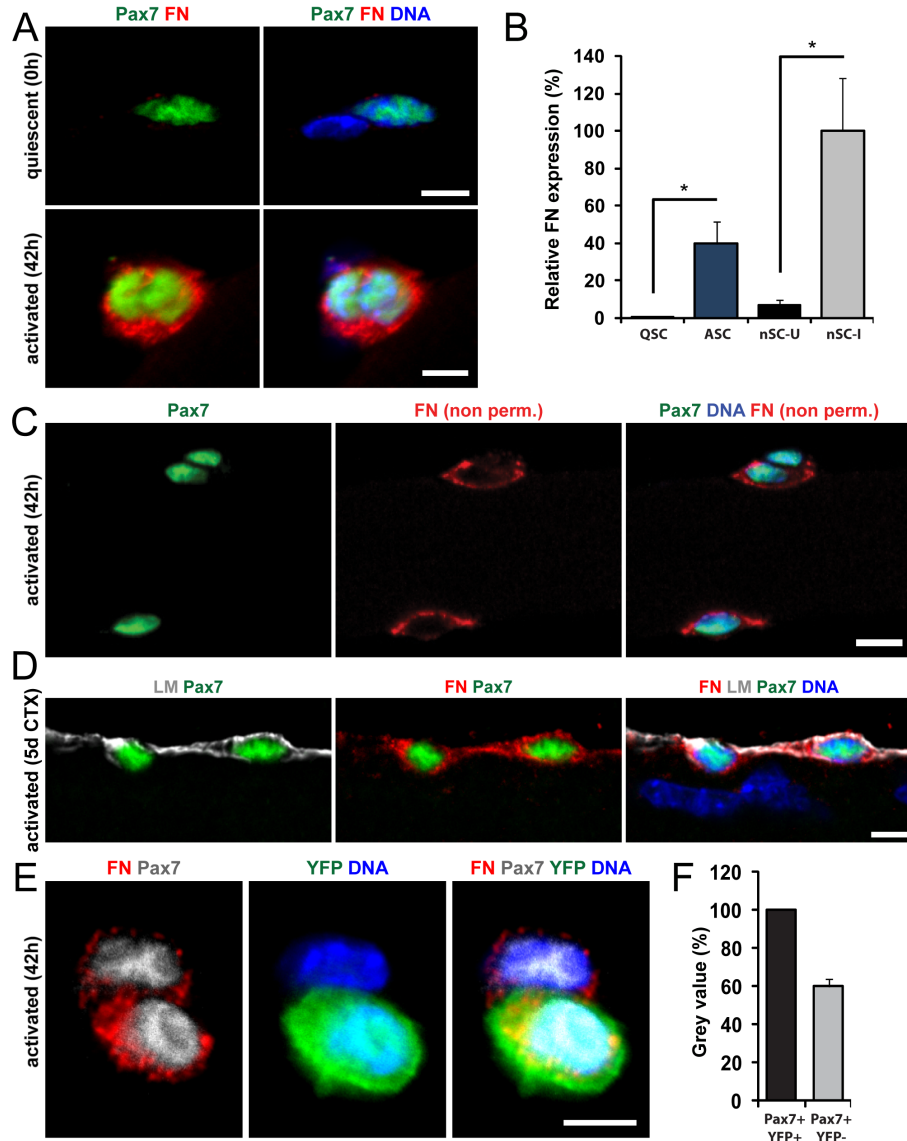 A
Pax7 FN
Pax7 FN DNA
quiescent (0h)
activated (42h)
B
Relative FN expression (%)
140
120
100
80
60
40
20
0
*
*
QSC
ASC
nSC-U
nSC-I
C
Pax7
FN (non perm.)
Pax7 DNA FN (non perm.)
activated (42h)
D
LM Pax7
FN Pax7
FN LM Pax7 DNA
activated (5d CTX)
E
FN Pax7
YFP DNA
FN Pax7 YFP DNA
activated (42h)
F
Grey value (%)
120
100
80
60
40
20
0
Pax7+
YFP+
Pax7+
YFP-